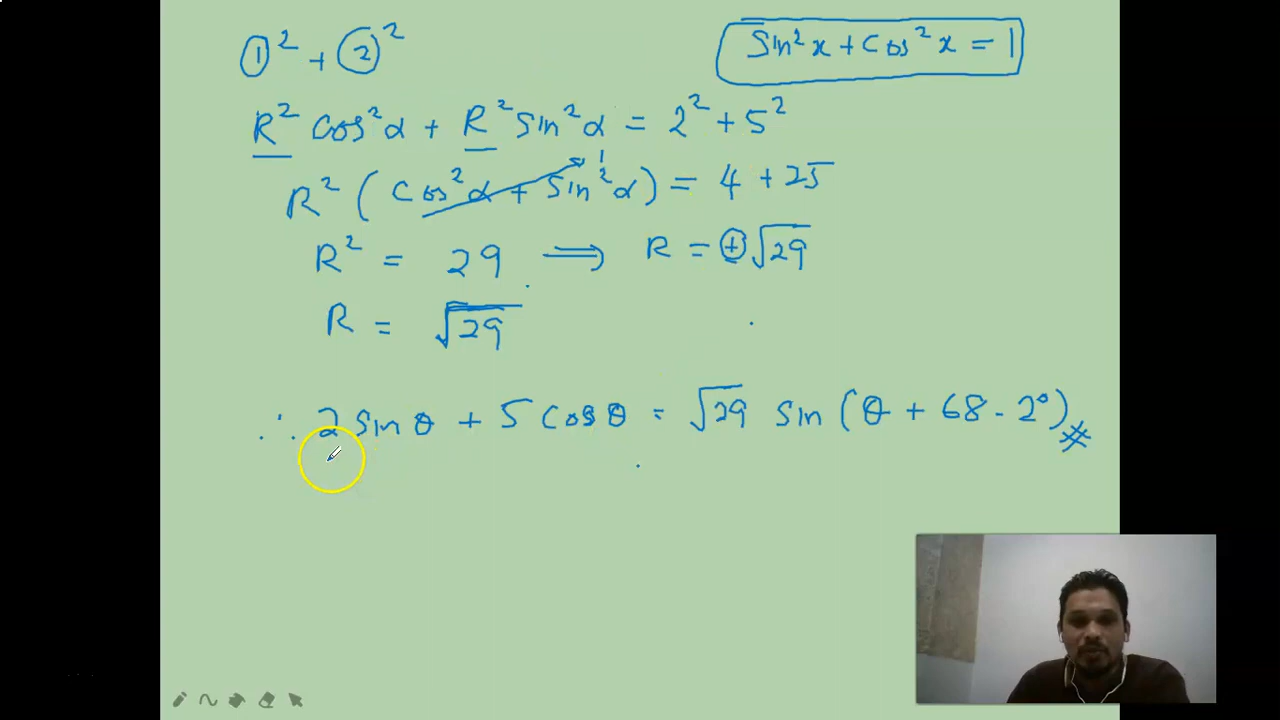 ①² + ②²
Sin²x + Cos²x = 1
R² Cos²α + R² Sin²α = 2² + 5²
R² ( Cos²α + Sin²α ) = 4 + 25
1
R² = 29 ⟹ R = ⊕√29
R = √29
∴ 2 Sin θ + 5 Cos θ = √29 Sin (θ + 68.2°) #